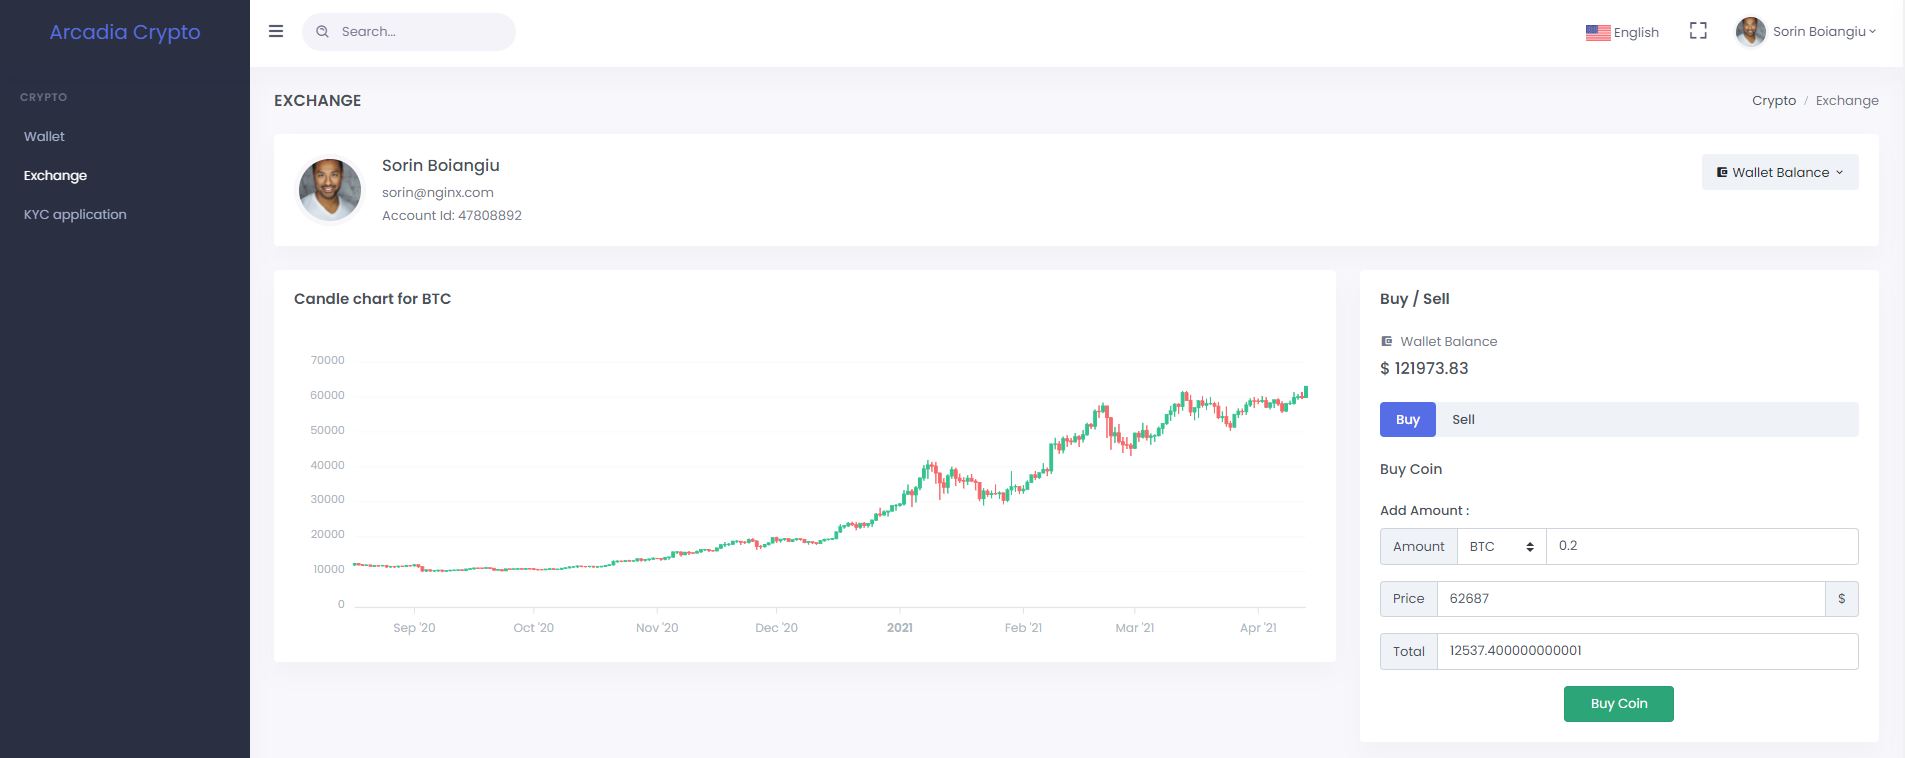 Arcadia Crypto
Search...
English
Sorin Boiangiu
CRYPTO
Wallet
Exchange
KYC application
EXCHANGE
Crypto / Exchange
Sorin Boiangiu
sorin@nginx.com
Account Id: 47808892
Wallet Balance
Candle chart for BTC
70000
60000
50000
40000
30000
20000
10000
0
Sep '20 Oct '20 Nov '20 Dec '20 2021 Feb '21 Mar '21 Apr '21
Buy / Sell
Wallet Balance
$ 121973.83
Buy Sell
Buy Coin
Add Amount :
Amount BTC 0.2
Price 62687 $
Total 12537.400000000001
Buy Coin